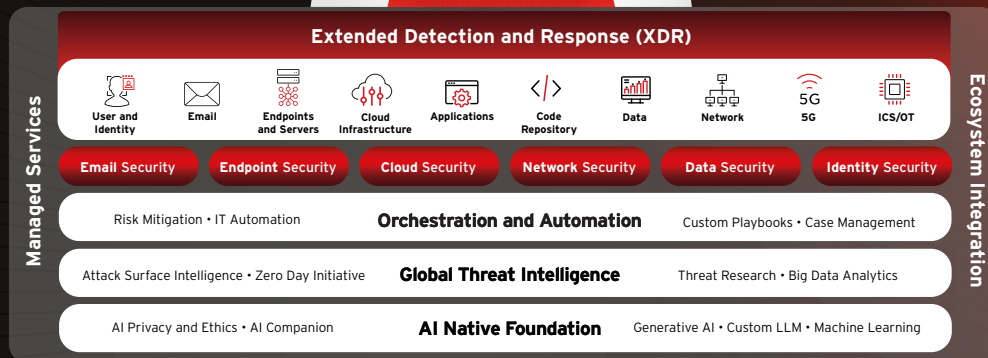 Extended Detection and Response (XDR)
Managed Services
Ecosystem Integration
User and
Identity
Email
Endpoints
and Servers
Cloud
Infrastructure
Applications
Code
Repository
Data
Network
5G
5G
ICS/OT
Email Security
Endpoint Security
Cloud Security
Network Security
Data Security
Identity Security
Risk Mitigation • IT Automation
Orchestration and Automation
Custom Playbooks • Case Management
Attack Surface Intelligence • Zero Day Initiative
Global Threat Intelligence
Threat Research • Big Data Analytics
AI Privacy and Ethics • AI Companion
AI Native Foundation
Generative AI • Custom LLM • Machine Learning